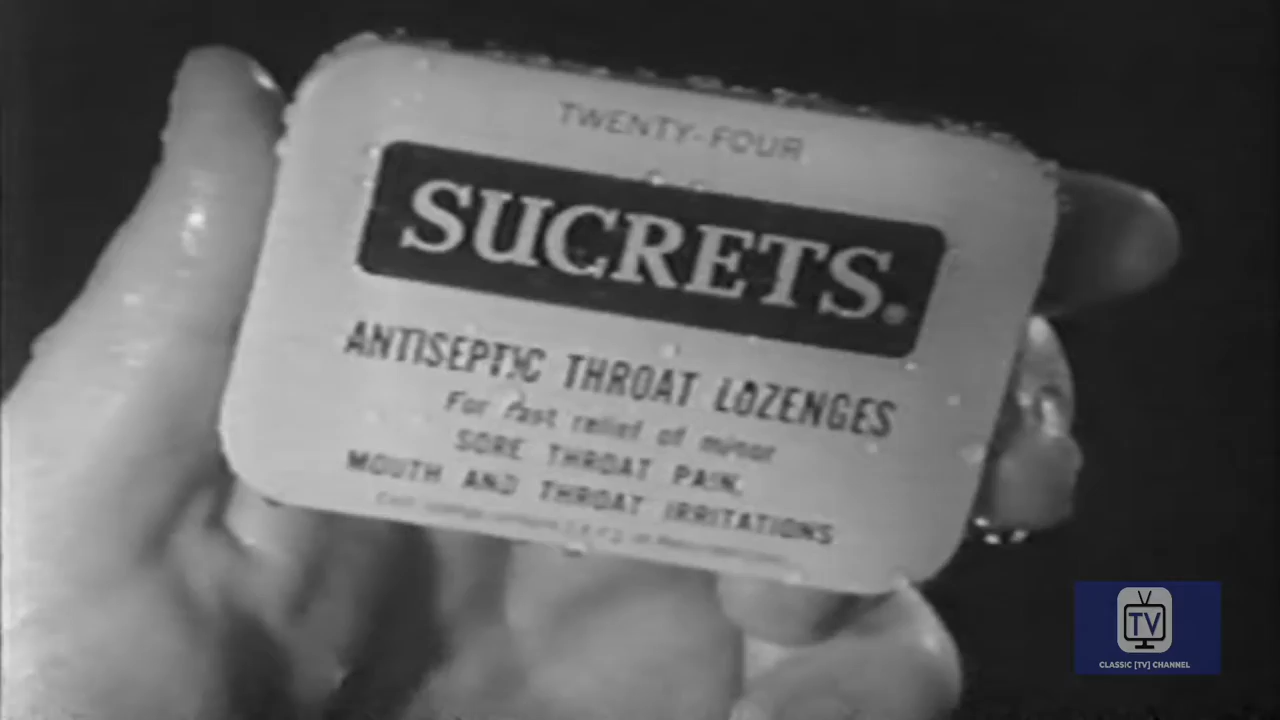 TWENTY-FOUR
SUCRETS.
ANTISEPTIC THROAT LOZENGES
For fast relief of minor
SORE THROAT PAIN,
MOUTH AND THROAT IRRITATIONS
TV
CLASSIC [TV] CHANNEL